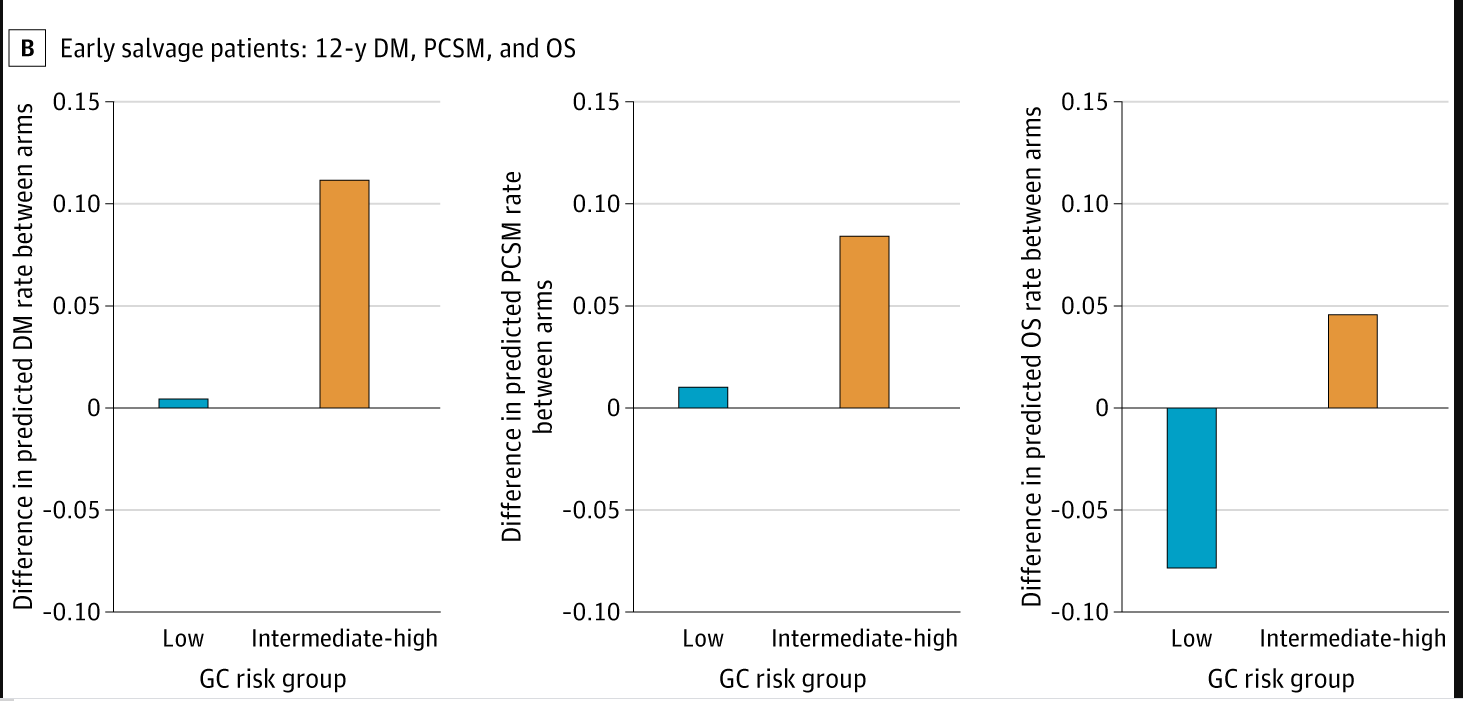 B Early salvage patients: 12-y DM, PCSM, and OS
Difference in predicted DM rate between arms
0.15
0.10
0.05
0
-0.05
-0.10
Low Intermediate-high
GC risk group
Difference in predicted PCSM rate
between arms
0.15
0.10
0.05
0
-0.05
-0.10
Low Intermediate-high
GC risk group
Difference in predicted OS rate between arms
0.15
0.10
0.05
0
-0.05
-0.10
Low Intermediate-high
GC risk group